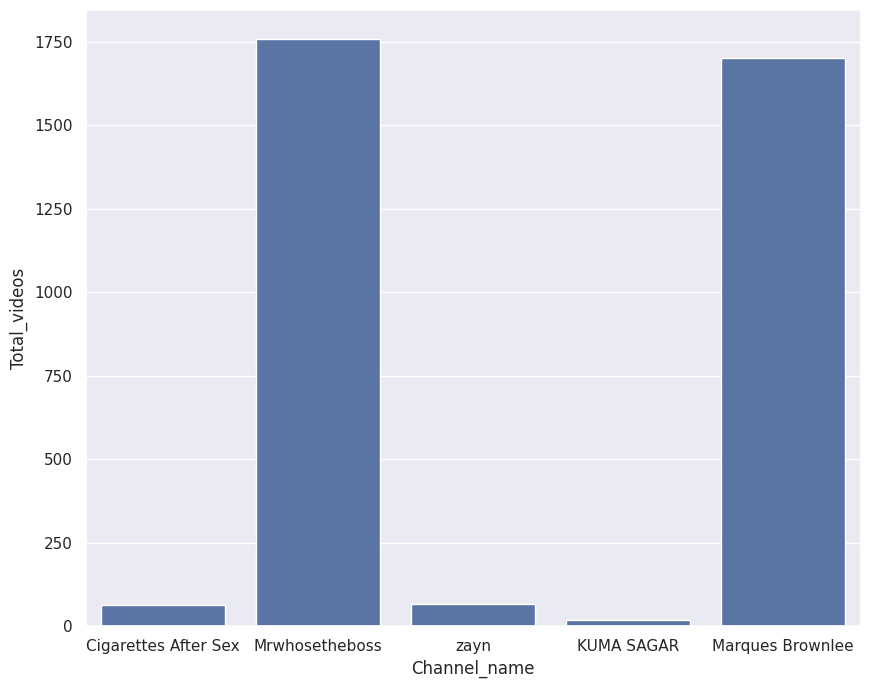 1750
1500
1250
1000
750
500
250
0
Total_videos
Cigarettes After Sex Mrwhosetheboss zayn KUMA SAGAR Marques Brownlee
Channel_name